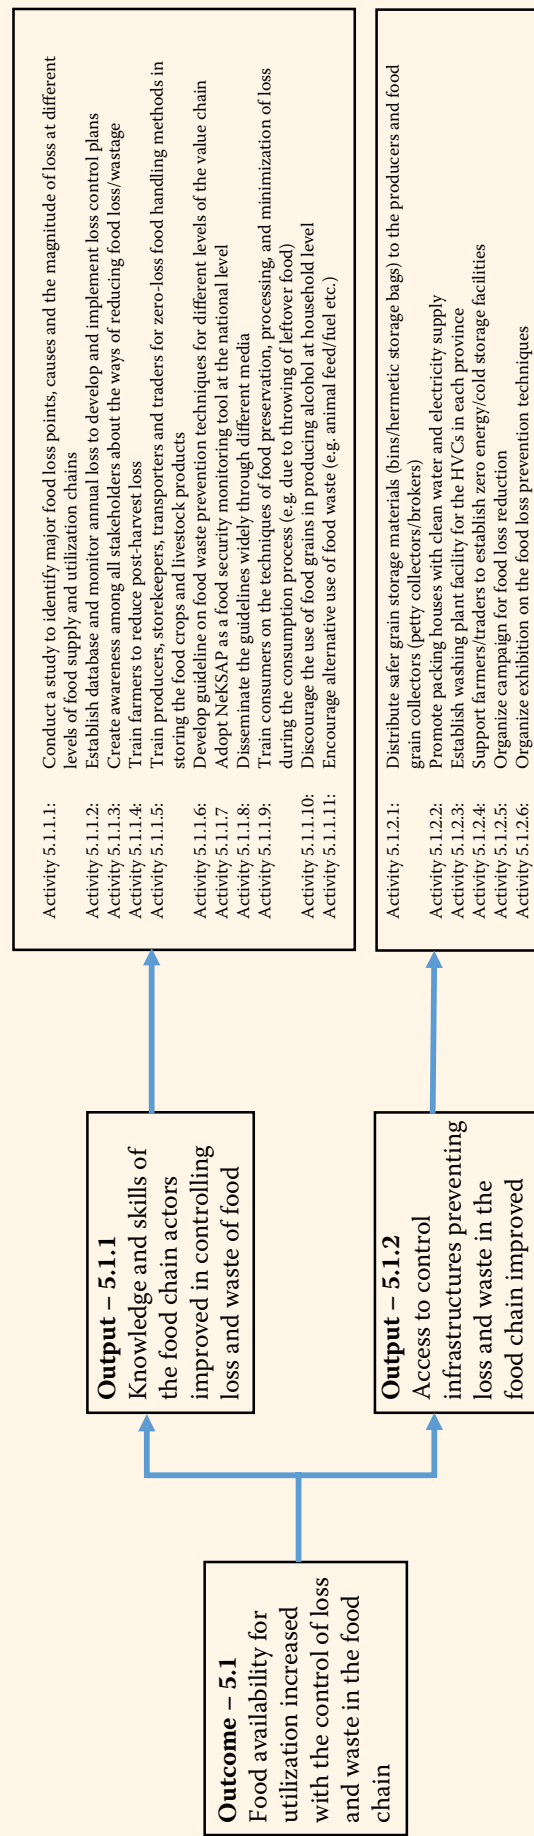 Outcome – 5.1
Food availability for
utilization increased
with the control of loss
and waste in the food
chain
Output – 5.1.1
Knowledge and skills of
the food chain actors
improved in controlling
loss and waste of food
Output – 5.1.2
Access to control
infrastructures preventing
loss and waste in the
food chain improved
Activity 5.1.1.1: Conduct a study to identify major food loss points, causes and the magnitude of loss at different
levels of food supply and utilization chains
Activity 5.1.1.2: Establish database and monitor annual loss to develop and implement loss control plans
Activity 5.1.1.3: Create awareness among all stakeholders about the ways of reducing food loss/wastage
Activity 5.1.1.4: Train farmers to reduce post-harvest loss
Activity 5.1.1.5: Train producers, storekeepers, transporters and traders for zero-loss food handling methods in
storing the food crops and livestock products
Activity 5.1.1.6: Develop guideline on food waste prevention techniques for different levels of the value chain
Activity 5.1.1.7 Adopt NeKSAP as a food security monitoring tool at the national level
Activity 5.1.1.8: Disseminate the guidelines widely through different media
Activity 5.1.1.9: Train consumers on the techniques of food preservation, processing, and minimization of loss
during the consumption process (e.g. due to throwing of leftover food)
Activity 5.1.1.10: Discourage the use of food grains in producing alcohol at household level
Activity 5.1.1.11: Encourage alternative use of food waste (e.g. animal feed/fuel etc.)
Activity 5.1.2.1: Distribute safer grain storage materials (bins/hermetic storage bags) to the producers and food
grain collectors (petty collectors/brokers)
Activity 5.1.2.2: Promote packing houses with clean water and electricity supply
Activity 5.1.2.3: Establish washing plant facility for the HVCs in each province
Activity 5.1.2.4: Support farmers/traders to establish zero energy/cold storage facilities
Activity 5.1.2.5: Organize campaign for food loss reduction
Activity 5.1.2.6: Organize exhibition on the food loss prevention techniques